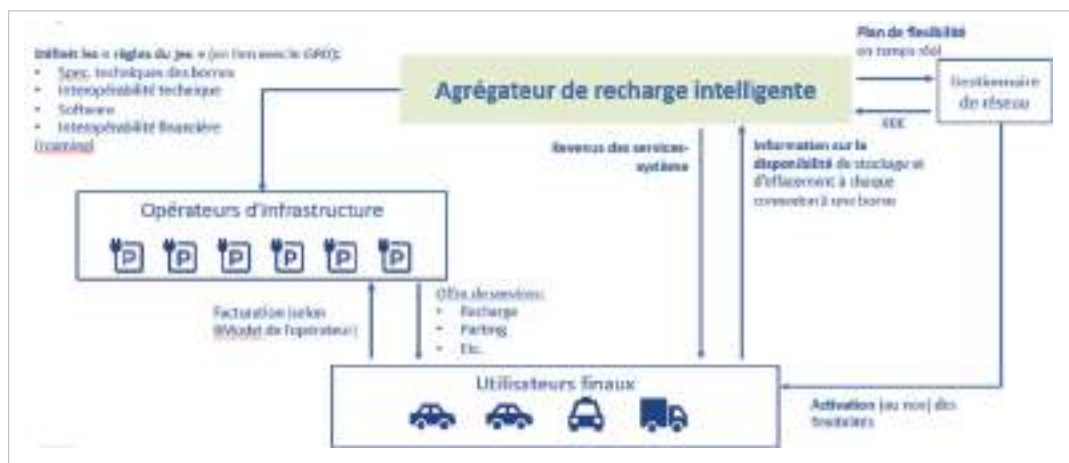 Définit les « règles du jeu » (en lien avec le GRD):
• Spec. techniques des bornes
• Interopérabilité technique
• Software
• Interopérabilité financière
(roaming)
Agrégateur de recharge intelligente
Plan de flexibilité
en temps réel
Gestionnaire
de réseau
€€€
Revenus des services-
système
Information sur la
disponibilité de stockage et
d'effacement à chaque
connexion à une borne
Opérateurs d'infrastructure
P P P P P P
Facturation (selon
BModel de l'opérateur)
Offre de services:
• Recharge
• Parking
• Etc.
Utilisateurs finaux
Activation (ou non) des
flexibilités